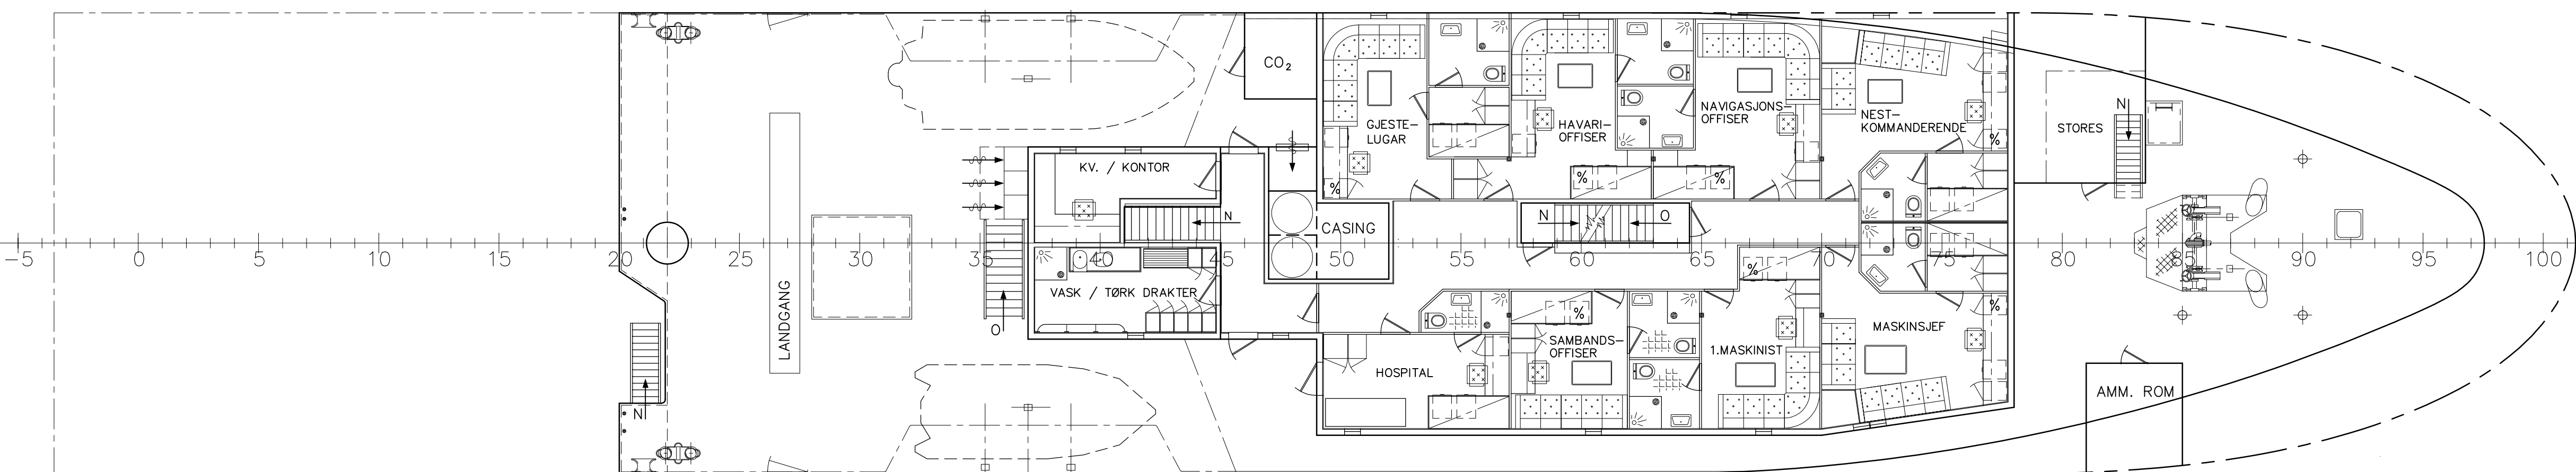 CO₂
GJESTE-
LUGAR
HAVARI-
OFFISER
NAVIGASJONS-
OFFISER
NEST-
KOMMANDERENDE
STORES
N
KV. / KONTOR
N
CASING
N
O
%
%
%
%
-5
0
5
10
15
20
25
30
35
40
45
50
55
60
65
70
75
80
85
90
95
100
LANDGANG
VASK / TØRK DRAKTER
O
N
HOSPITAL
SAMBANDS-
OFFISER
1.MASKINIST
MASKINSJEF
%
%
%
AMM. ROM